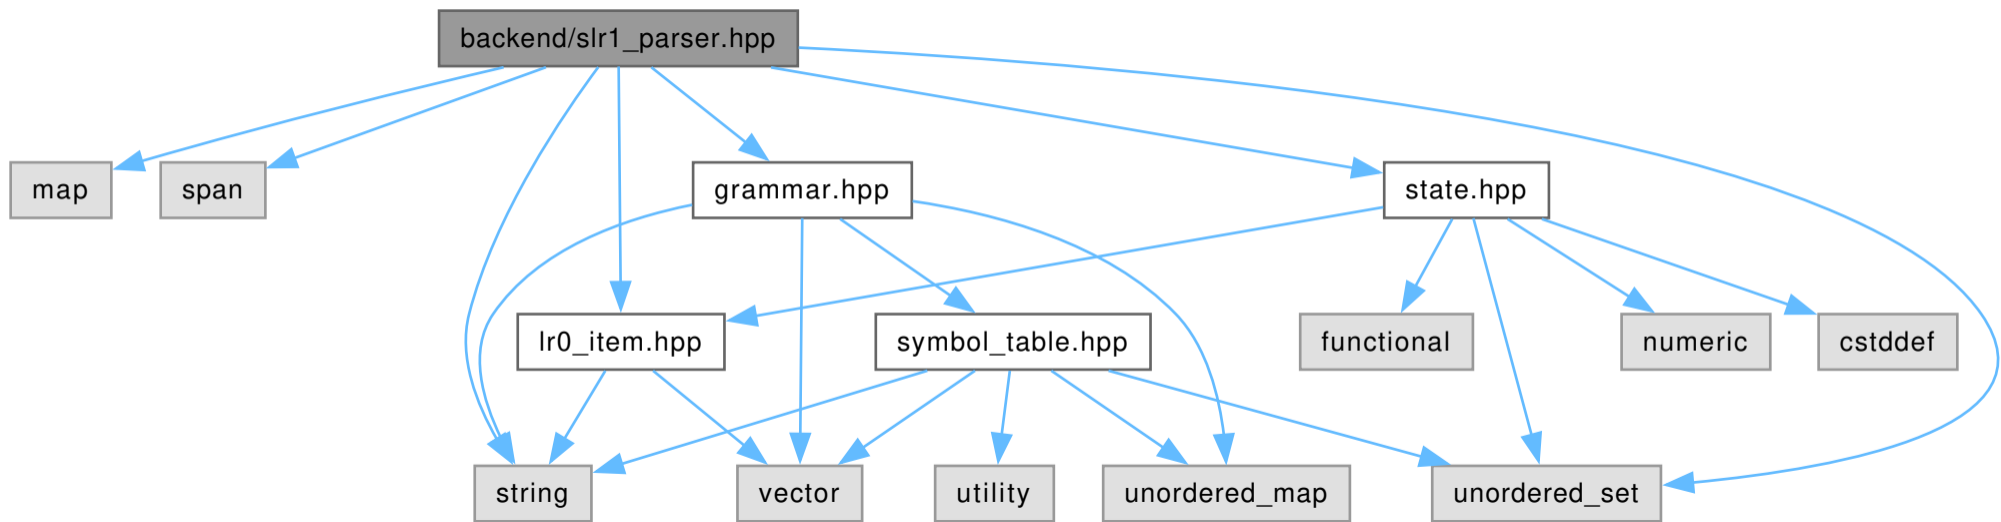 backend/slr1_parser.hpp
map
span
grammar.hpp
state.hpp
lr0_item.hpp
symbol_table.hpp
functional
numeric
cstddef
string
vector
utility
unordered_map
unordered_set